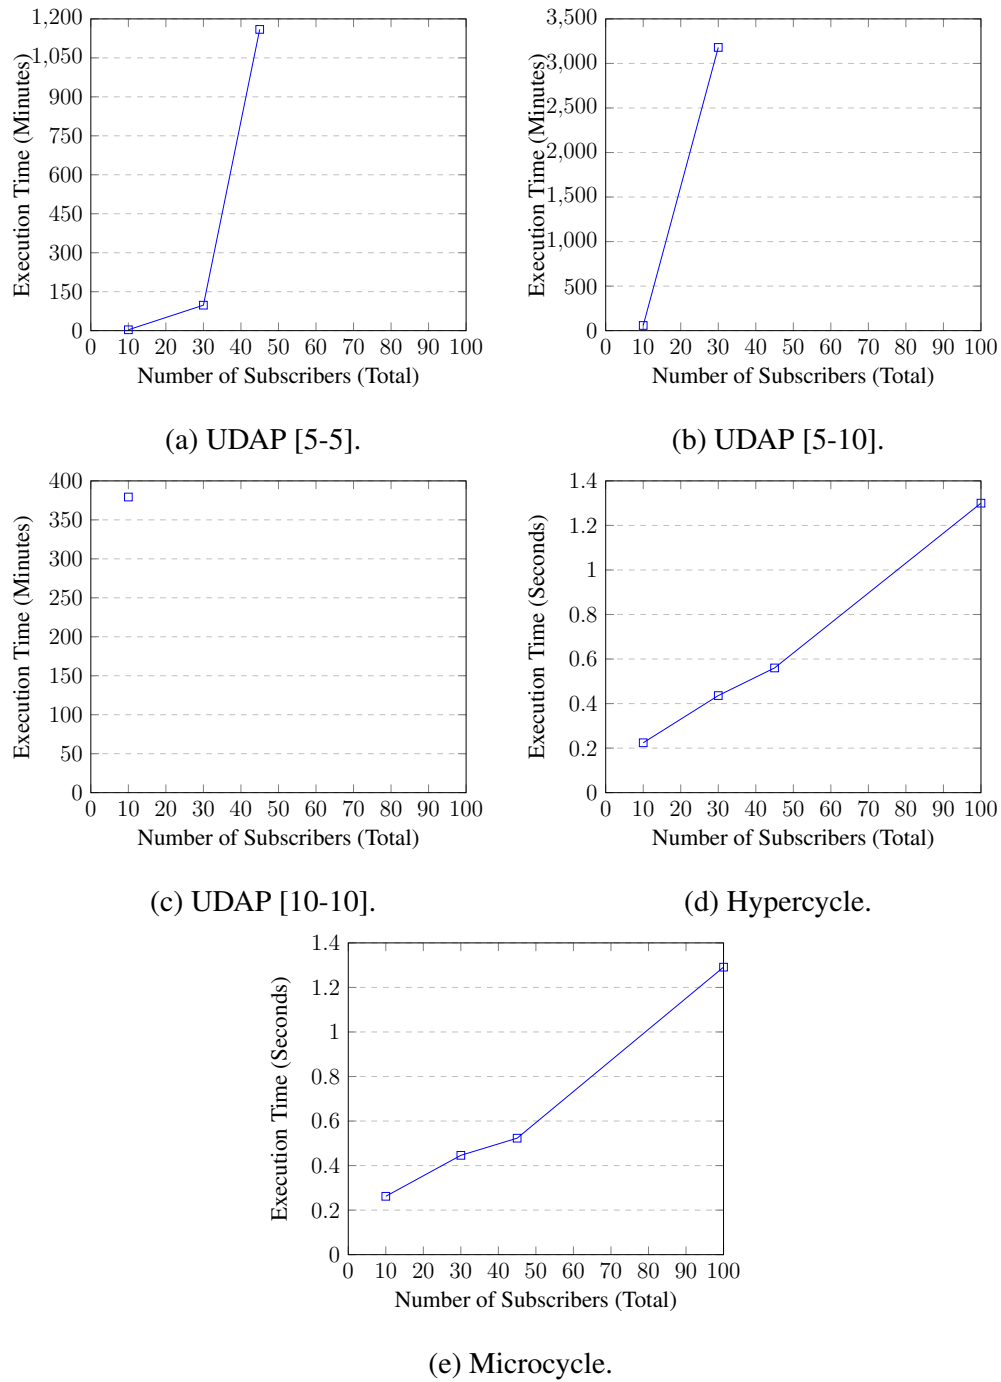 1,200
1,050
900
750
600
450
300
150
0
Execution Time (Minutes)
0 10 20 30 40 50 60 70 80 90 100
Number of Subscribers (Total)
(a) UDAP [5-5].
3,500
3,000
2,500
2,000
1,500
1,000
500
0
Execution Time (Minutes)
0 10 20 30 40 50 60 70 80 90 100
Number of Subscribers (Total)
(b) UDAP [5-10].
400
350
300
250
200
150
100
50
0
Execution Time (Minutes)
0 10 20 30 40 50 60 70 80 90 100
Number of Subscribers (Total)
(c) UDAP [10-10].
1.4
1.2
1
0.8
0.6
0.4
0.2
0
Execution Time (Seconds)
0 10 20 30 40 50 60 70 80 90 100
Number of Subscribers (Total)
(d) Hypercycle.
1.4
1.2
1
0.8
0.6
0.4
0.2
0
Execution Time (Seconds)
0 10 20 30 40 50 60 70 80 90 100
Number of Subscribers (Total)
(e) Microcycle.